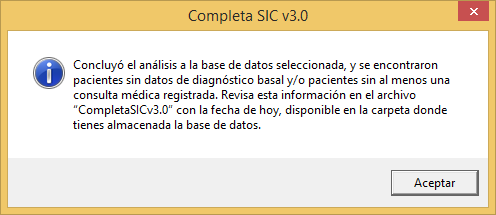 Completa SIC v3.0
Concluyó el análisis a la base de datos seleccionada, y se encontraron
pacientes sin datos de diagnóstico basal y/o pacientes sin al menos una
consulta médica registrada. Revisa esta información en el archivo
“CompletaSICv3.0” con la fecha de hoy, disponible en la carpeta donde
tienes almacenada la base de datos.
Aceptar